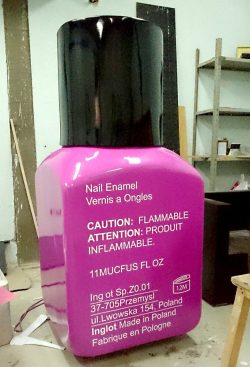 Nail Enamel
Vernis a Ongles
CAUTION: FLAMMABLE
ATTENTION: PRODUIT
INFLAMMABLE.
11MUCFUS FL OZ
Ing ot Sp.Z0.01
37-705Przemysl
ul.Lwowska 154, Poland
Inglot Made in Poland
Fabrique en Pologne
12M